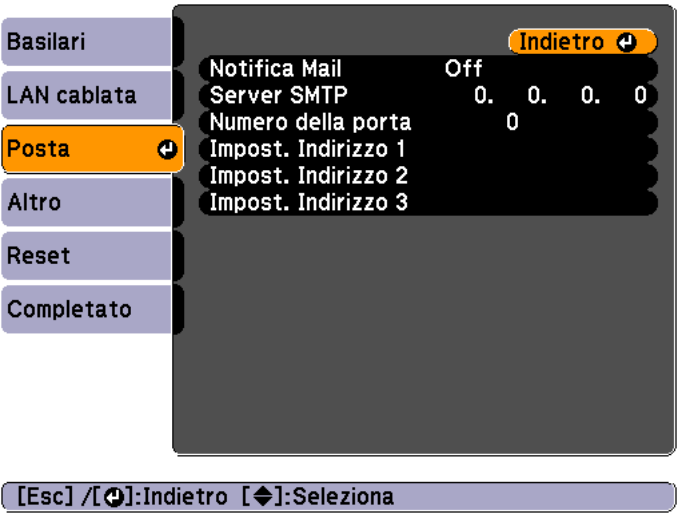 Basilari
LAN cablata
Posta
Altro
Reset
Completato
Indietro
Notifica Mail Off
Server SMTP 0. 0. 0. 0
Numero della porta 0
Impost. Indirizzo 1
Impost. Indirizzo 2
Impost. Indirizzo 3
[Esc] /[⏎]:Indietro [◆]:Seleziona